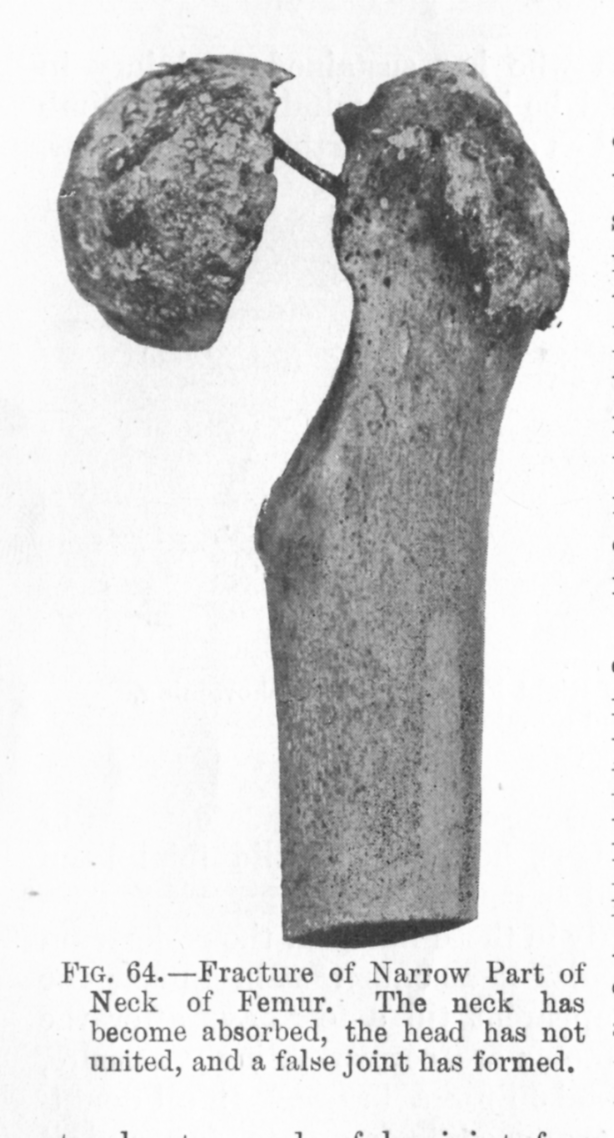 FIG. 64.—Fracture of Narrow Part of
Neck of Femur. The neck has
become absorbed, the head has not
united, and a false joint has formed.